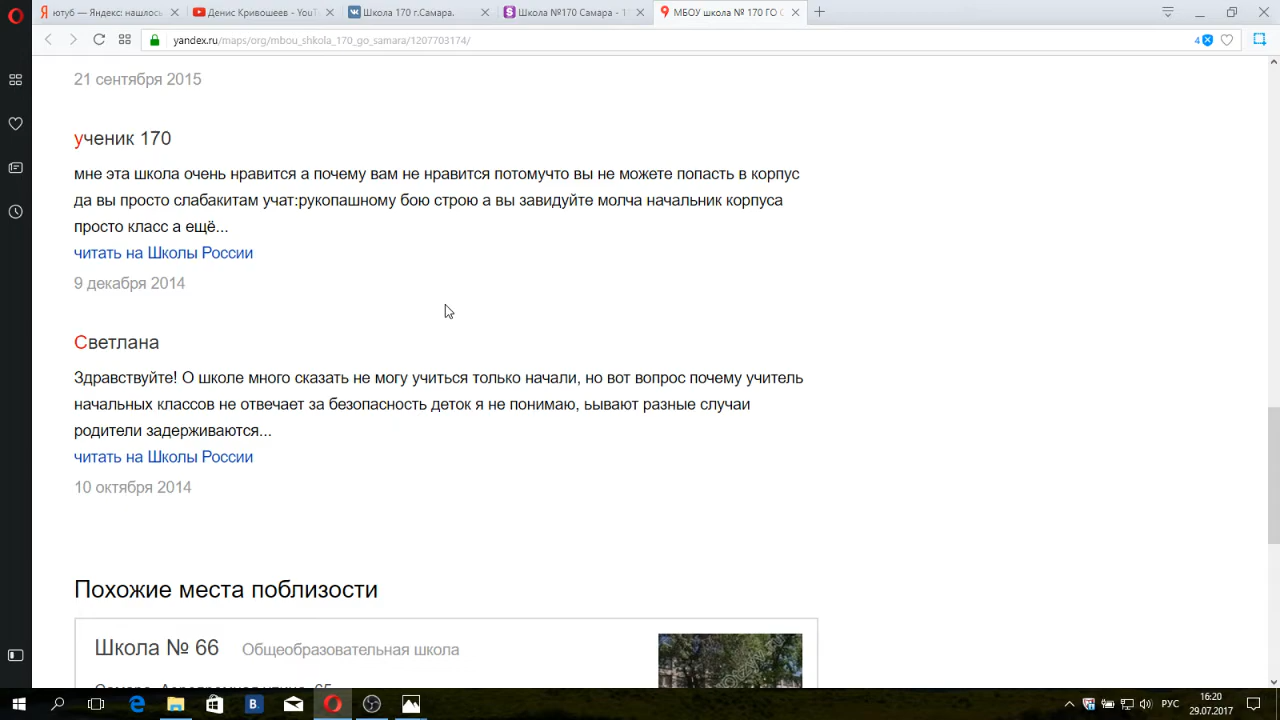 ютуб — Яндекс: нашлось
Денис Кривошеев - YouT
Школа 170 г.Самара.
Школа №170 Самара - 1
МБОУ школа № 170 ГО С
yandex.ru/maps/org/mbou_shkola_170_go_samara/1207703174/
4
21 сентября 2015
ученик 170
мне эта школа очень нравится а почему вам не нравится потомучто вы не можете попасть в корпус
да вы просто слабакитам учат:рукопашному бою строю а вы завидуйте молча начальник корпуса
просто класс а ещё...
читать на Школы России
9 декабря 2014
Светлана
Здравствуйте! О школе много сказать не могу учиться только начали, но вот вопрос почему учитель
начальных классов не отвечает за безопасность деток я не понимаю, ьывают разные случаи
родители задерживаются...
читать на Школы России
10 октября 2014
Похожие места поблизости
Школа № 66 Общеобразовательная школа
Самара, Аэродромная улица, 65
B.
РУС
16:20
29.07.2017